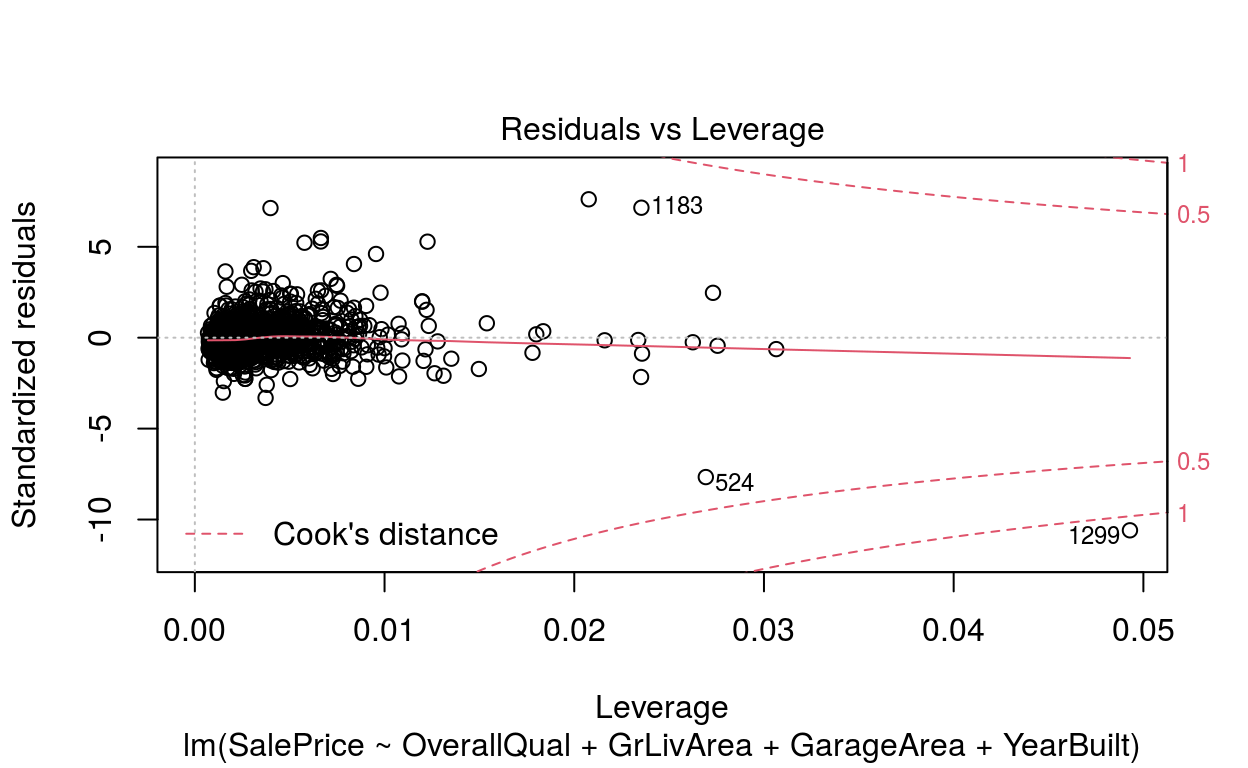 Residuals vs Leverage
Standardized residuals
5
0
-5
-10
1183
524
1299
1
0.5
0.5
1
Cook's distance
0.00 0.01 0.02 0.03 0.04 0.05
Leverage
lm(SalePrice ~ OverallQual + GrLivArea + GarageArea + YearBuilt)